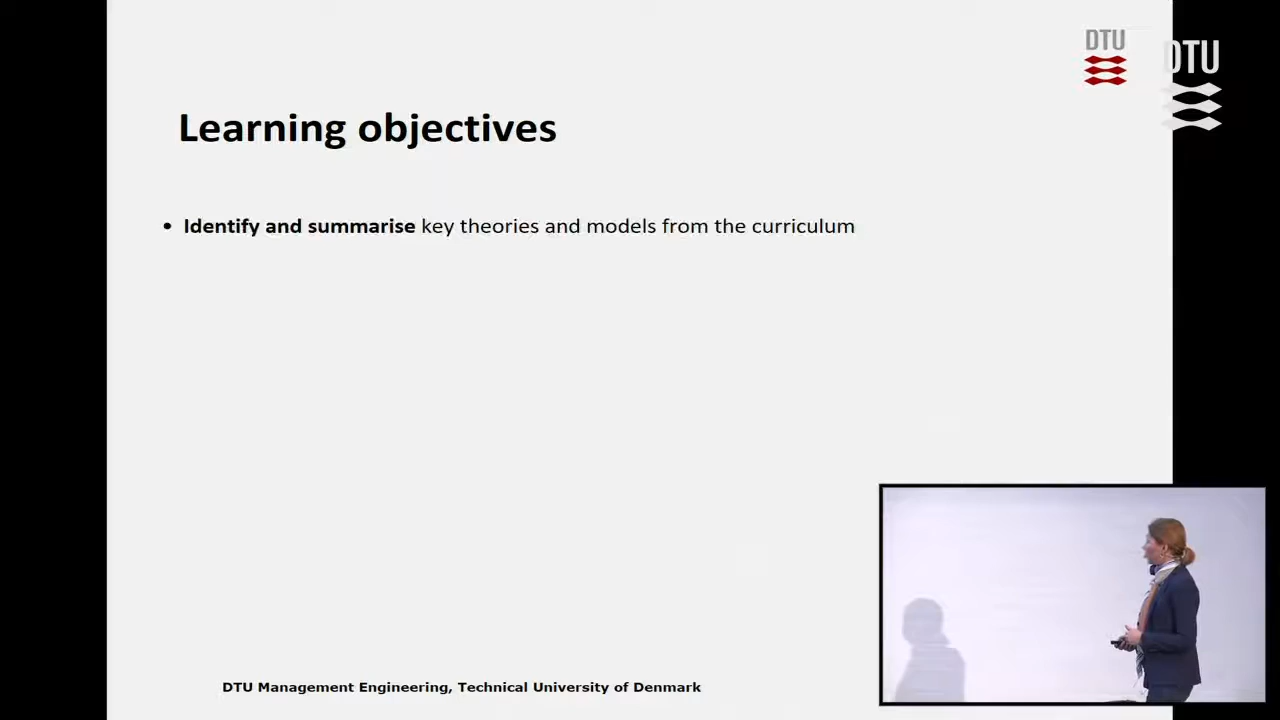 DTU
DTU
Learning objectives
• Identify and summarise key theories and models from the curriculum
DTU Management Engineering, Technical University of Denmark